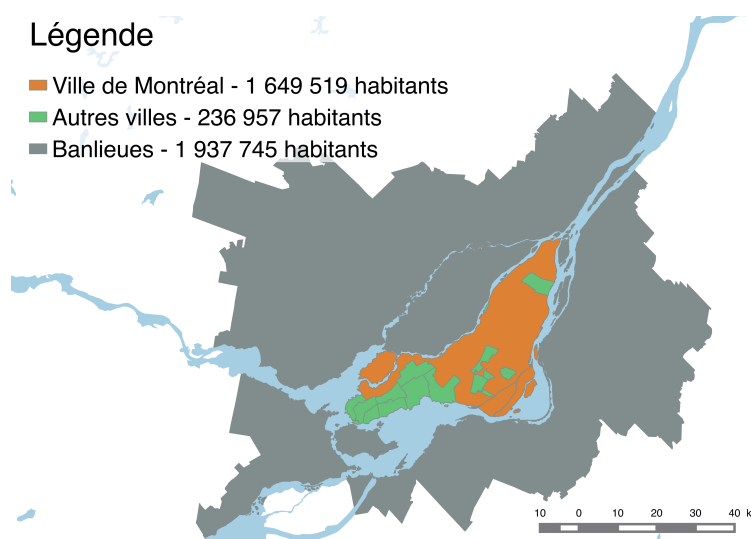 Légende
Ville de Montréal - 1 649 519 habitants
Autres villes - 236 957 habitants
Banlieues - 1 937 745 habitants
10 0 10 20 30 40 k